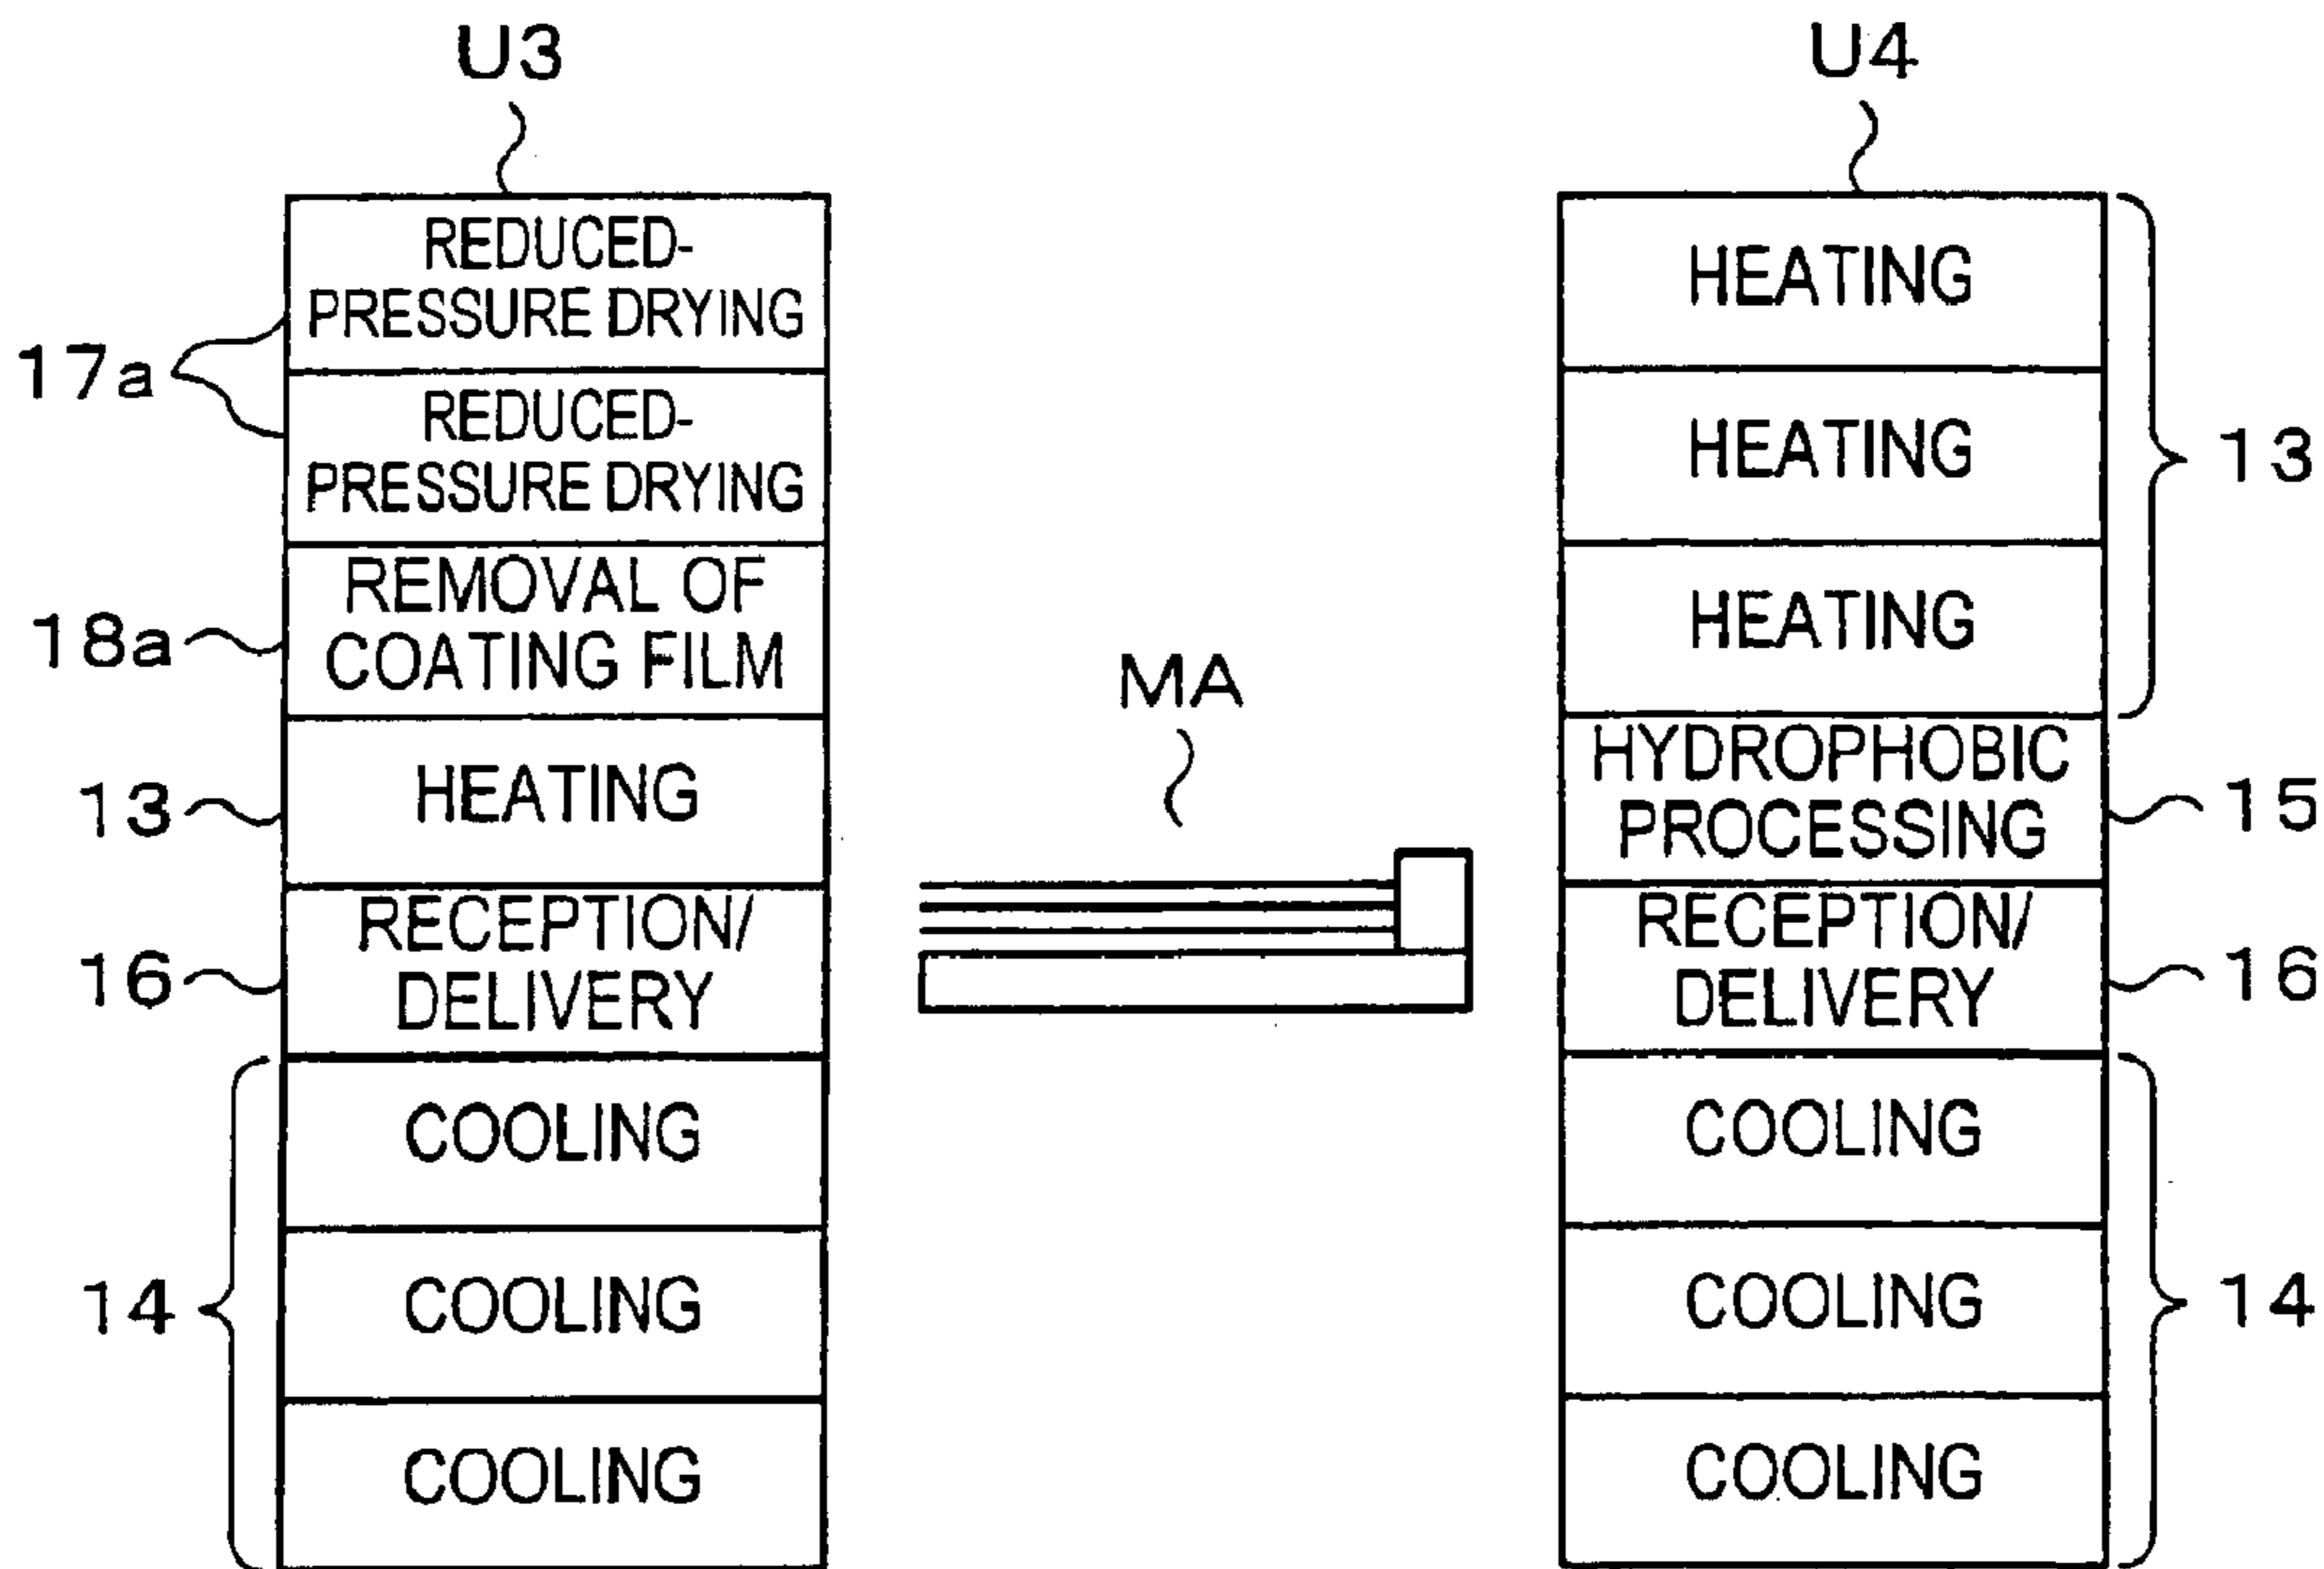 U3
REDUCED-
PRESSURE DRYING
REDUCED-
PRESSURE DRYING
17a
REMOVAL OF
COATING FILM
18a
HEATING
13
RECEPTION/
DELIVERY
16
COOLING
COOLING
COOLING
14
MA
U4
HEATING
HEATING
HEATING
13
HYDROPHOBIC
PROCESSING
15
RECEPTION/
DELIVERY
16
COOLING
COOLING
COOLING
14